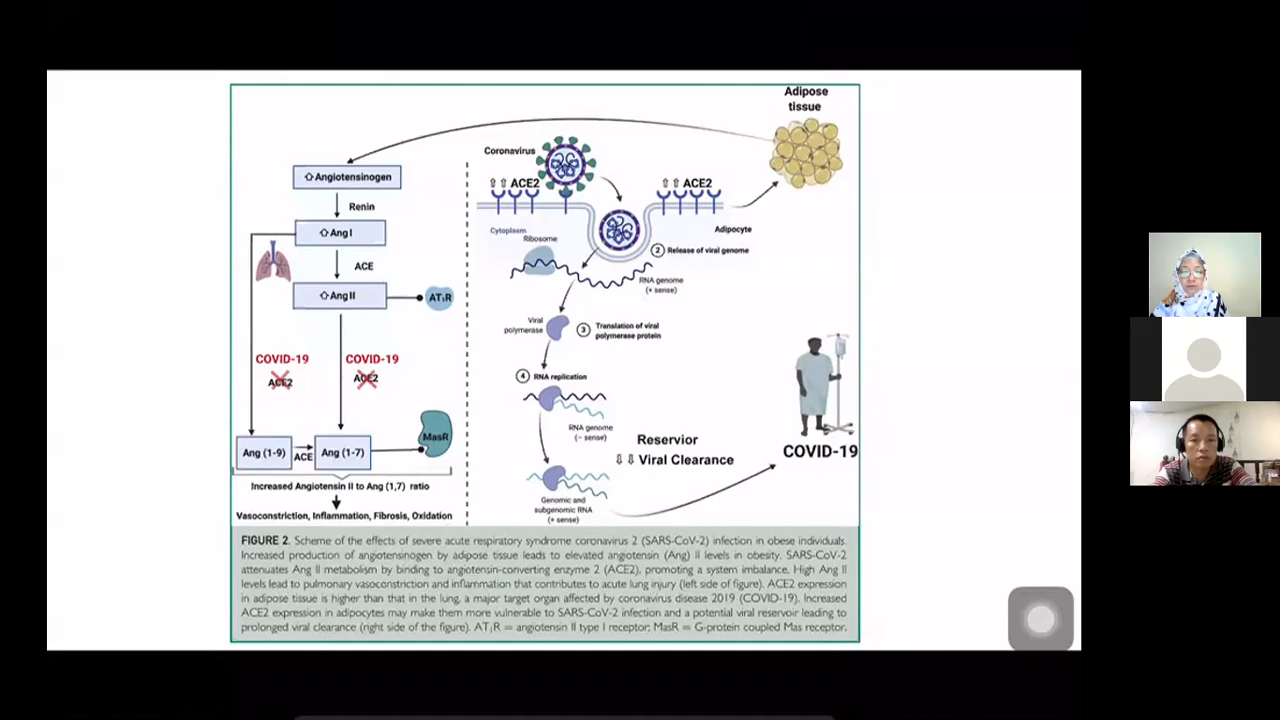 Adipose
tissue
Coronavirus
⇧ ⇧ ACE2
⇧ ⇧ ACE2
⇧ Angiotensinogen
Renin
Cytoplasm
Ribosome
Adipocyte
⇧ Ang I
2 Release of viral genome
ACE
RNA genome
(+ sense)
⇧ Ang II
AT₁R
Viral
polymerase
3 Translation of viral
polymerase protein
COVID-19
COVID-19
ACE2
ACE2
4 RNA replication
RNA genome
(− sense)
MasR
Reservior
⇩ ⇩ Viral Clearance
COVID-19
Ang (1-9)
ACE
Ang (1-7)
Increased Angiotensin II to Ang (1,7) ratio
Genomic and
subgenomic RNA
(+ sense)
Vasoconstriction, Inflammation, Fibrosis, Oxidation
FIGURE 2. Scheme of the effects of severe acute respiratory syndrome coronavirus 2 (SARS-CoV-2) infection in obese individuals.
Increased production of angiotensinogen by adipose tissue leads to elevated angiotensin (Ang) II levels in obesity. SARS-CoV-2
attenuates Ang II metabolism by binding to angiotensin-converting enzyme 2 (ACE2), promoting a system imbalance. High Ang II
levels lead to pulmonary vasoconstriction and inflammation that contributes to acute lung injury (left side of figure). ACE2 expression
in adipose tissue is higher than that in the lung, a major target organ affected by coronavirus disease 2019 (COVID-19). Increased
ACE2 expression in adipocytes may make them more vulnerable to SARS-CoV-2 infection and a potential viral reservoir leading to
prolonged viral clearance (right side of the figure). AT₁R = angiotensin II type I receptor; MasR = G-protein coupled Mas receptor.